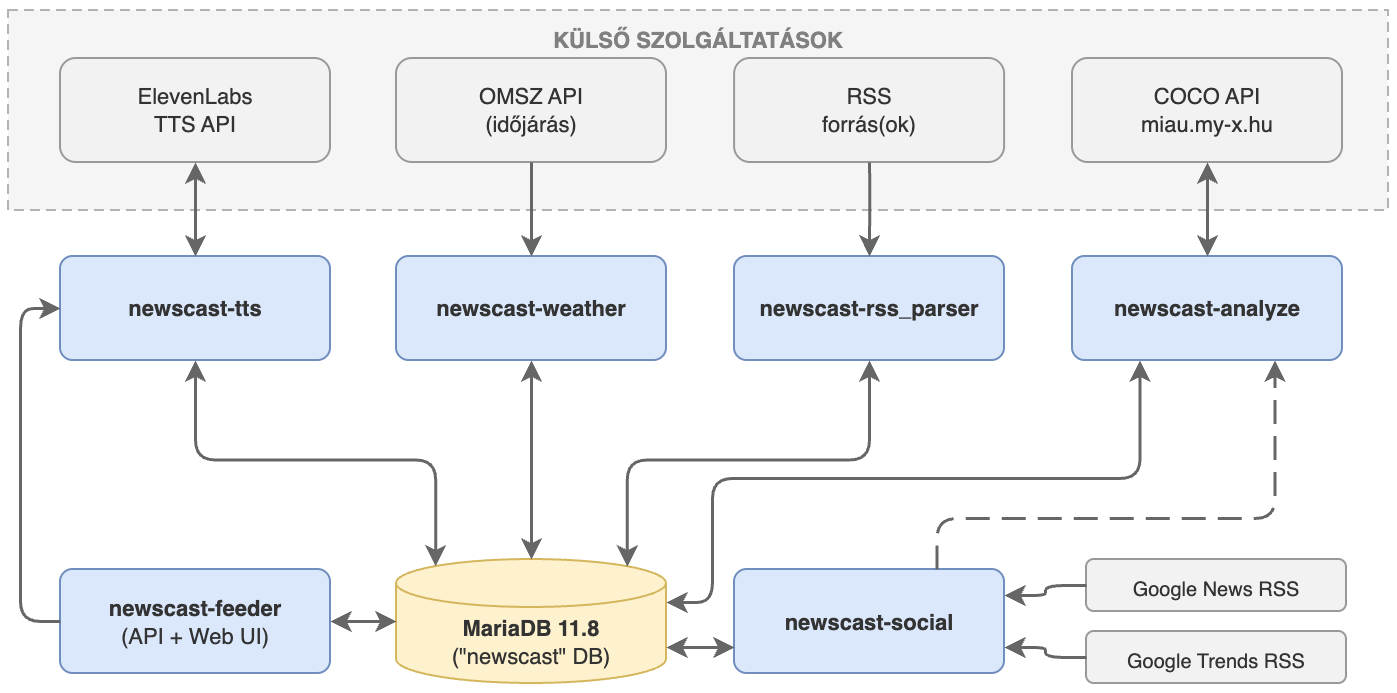 KÜLSŐ SZOLGÁLTATÁSOK
ElevenLabs
TTS API
OMSZ API
(időjárás)
RSS
forrás(ok)
COCO API
miau.my-x.hu
newscast-tts
newscast-weather
newscast-rss_parser
newscast-analyze
newscast-feeder
(API + Web UI)
MariaDB 11.8
("newscast" DB)
newscast-social
Google News RSS
Google Trends RSS